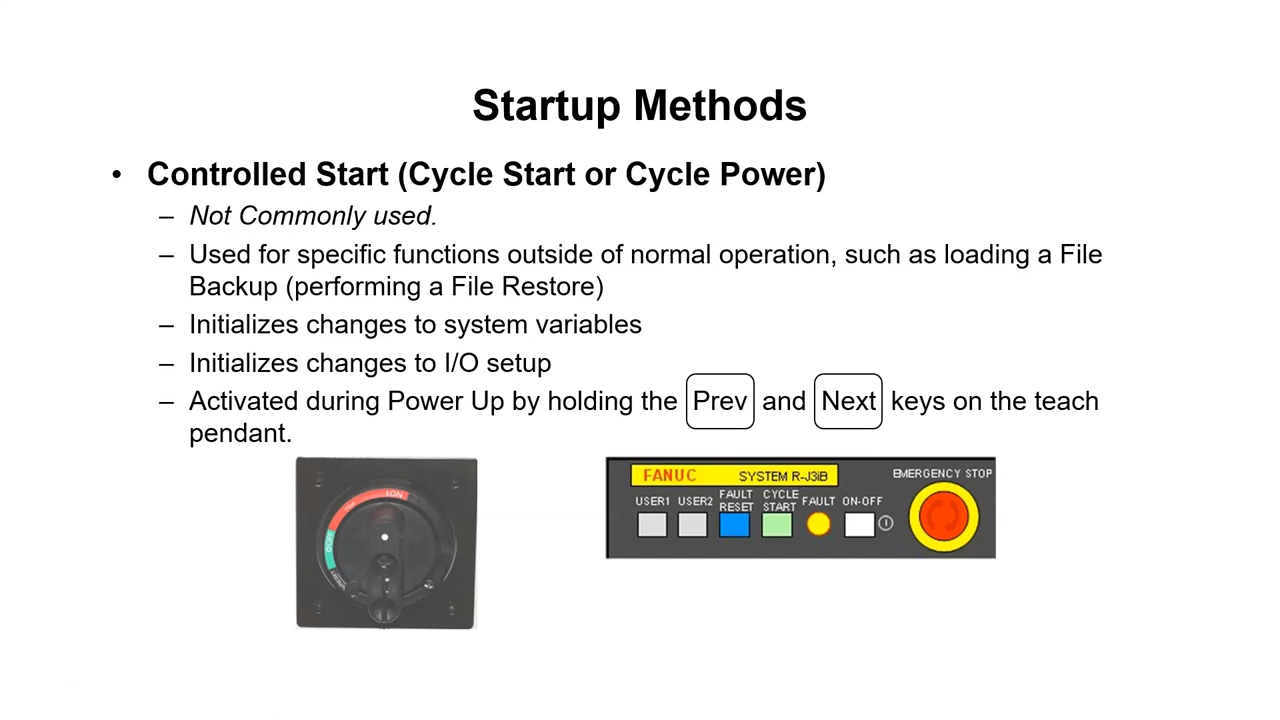 Startup Methods
• Controlled Start (Cycle Start or Cycle Power)
– Not Commonly used.
– Used for specific functions outside of normal operation, such as loading a File
Backup (performing a File Restore)
– Initializes changes to system variables
– Initializes changes to I/O setup
– Activated during Power Up by holding the Prev and Next keys on the teach
pendant.
FANUC SYSTEM R-J3iB
EMERGENCY STOP
USER1 USER2 FAULT RESET CYCLE START FAULT ON-OFF